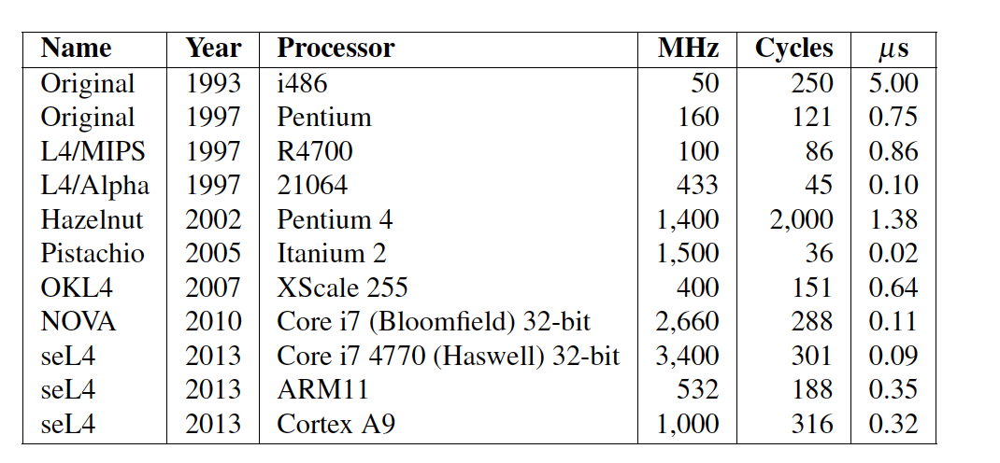 Name Year Processor MHz Cycles μs
Original 1993 i486 50 250 5.00
Original 1997 Pentium 160 121 0.75
L4/MIPS 1997 R4700 100 86 0.86
L4/Alpha 1997 21064 433 45 0.10
Hazelnut 2002 Pentium 4 1,400 2,000 1.38
Pistachio 2005 Itanium 2 1,500 36 0.02
OKL4 2007 XScale 255 400 151 0.64
NOVA 2010 Core i7 (Bloomfield) 32-bit 2,660 288 0.11
seL4 2013 Core i7 4770 (Haswell) 32-bit 3,400 301 0.09
seL4 2013 ARM11 532 188 0.35
seL4 2013 Cortex A9 1,000 316 0.32